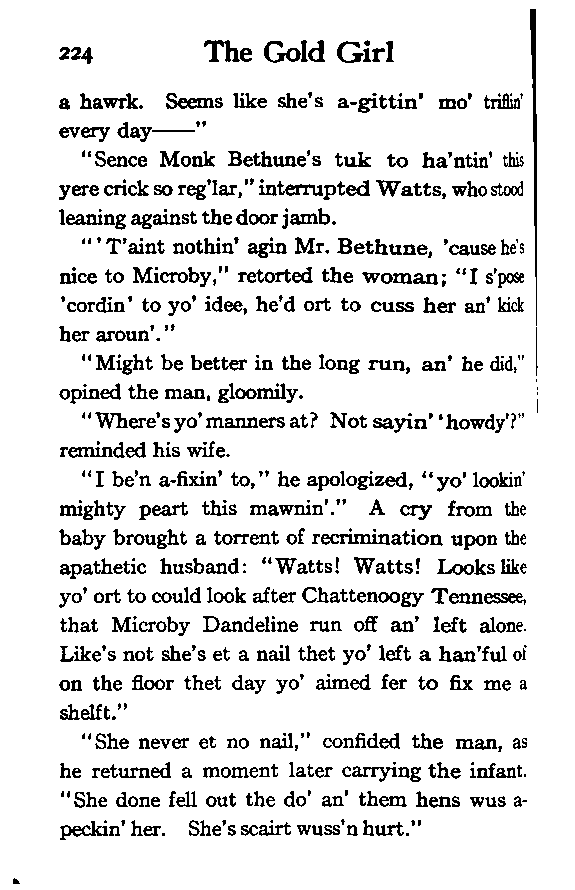 224 The Gold Girl
a hawrk. Seems like she's a-gittin' mo' triflin'
every day——"
"Sence Monk Bethune's tuk to ha'ntin' this
yere crick so reg'lar," interrupted Watts, who stood
leaning against the door jamb.
"'T'aint nothin' agin Mr. Bethune, 'cause he's
nice to Microby," retorted the woman; "I s'pose
'cordin' to yo' idee, he'd ort to cuss her an' kick
her aroun'."
"Might be better in the long run, an' he did,"
opined the man, gloomily.
"Where's yo' manners at? Not sayin' 'howdy'?"
reminded his wife.
"I be'n a-fixin' to," he apologized, "yo' lookin'
mighty peart this mawnin'." A cry from the
baby brought a torrent of recrimination upon the
apathetic husband: "Watts! Watts! Looks like
yo' ort to could look after Chattenoogy Tennessee,
that Microby Dandeline run off an' left alone.
Like's not she's et a nail thet yo' left a han'ful of
on the floor thet day yo' aimed fer to fix me a
shelft."
"She never et no nail," confided the man, as
he returned a moment later carrying the infant.
"She done fell out the do' an' them hens wus a-
peckin' her. She's scairt wuss'n hurt."